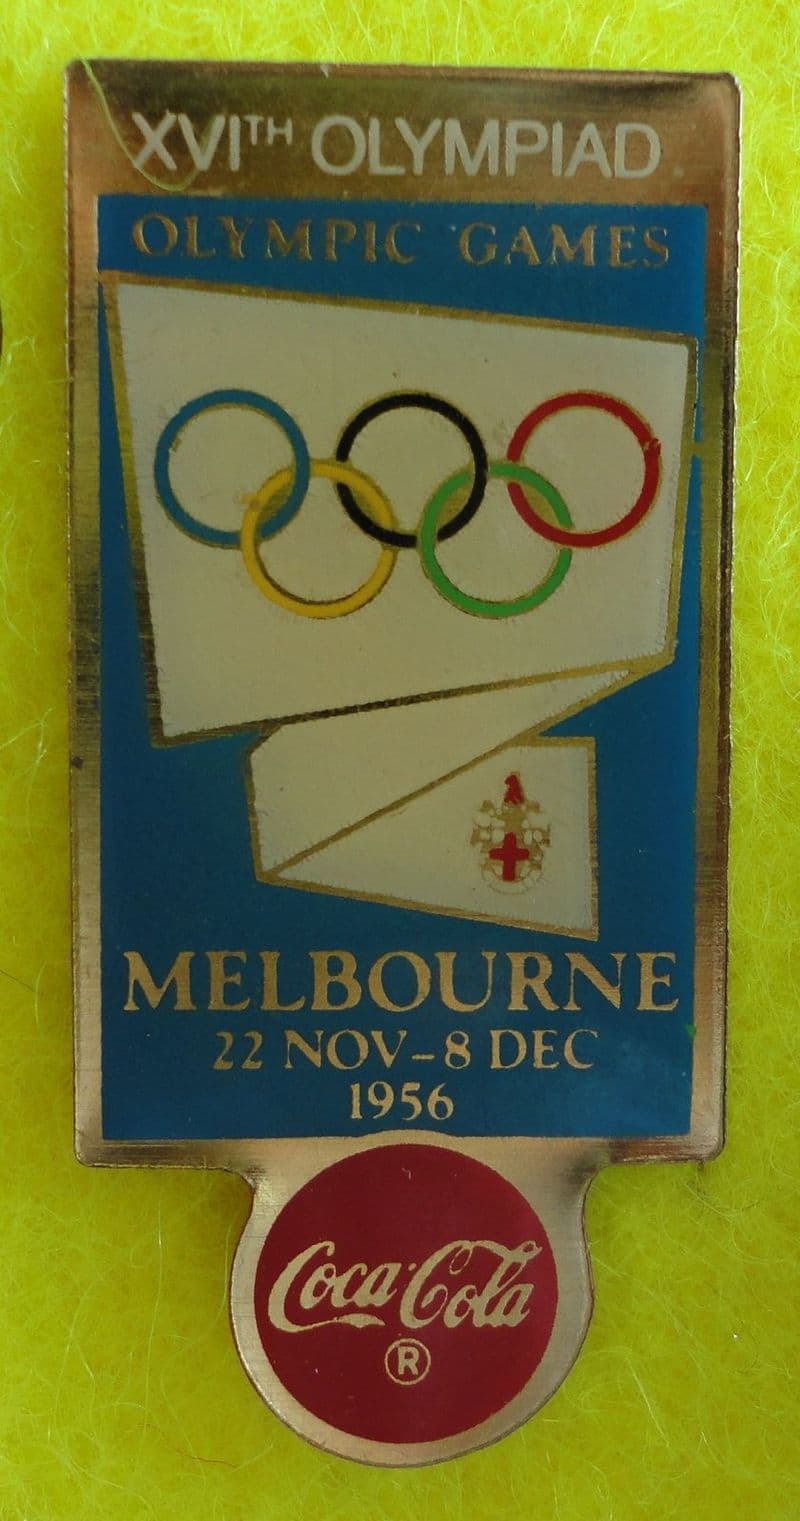 XVITH OLYMPIAD
OLYMPIC GAMES
MELBOURNE
22 NOV-8 DEC
1956
Coca-Cola
®